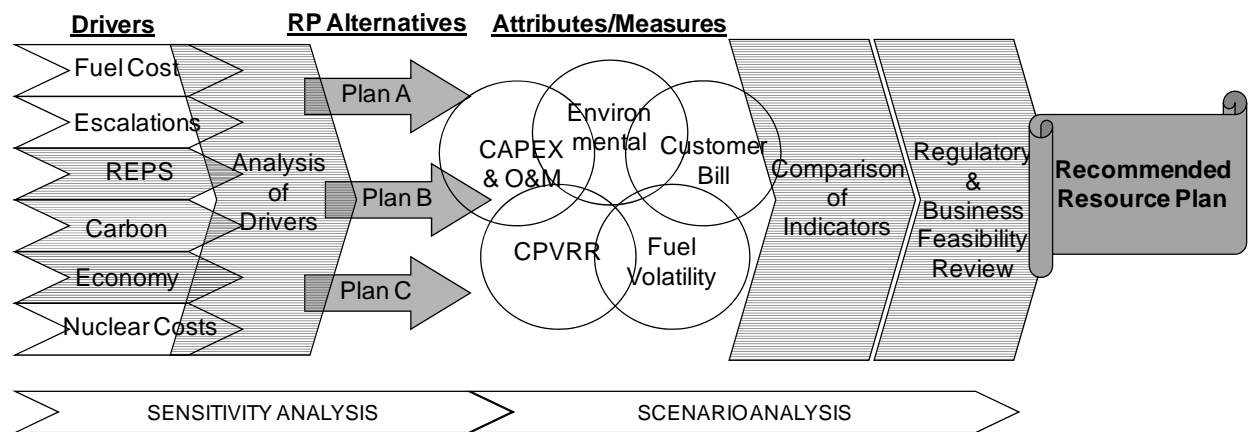 Drivers
RP Alternatives
Attributes/Measures
Fuel Cost
Escalations
REPS
Carbon
Economy
Nuclear Costs
Analysis
of
Drivers
Plan A
Plan B
Plan C
CAPEX
& O&M
Environ
mental
Customer
Bill
CPVRR
Fuel
Volatility
Comparison
of
Indicators
Regulatory
&
Business
Feasibility
Review
Recommended
Resource Plan
SENSITIVITY ANALYSIS
SCENARIO ANALYSIS